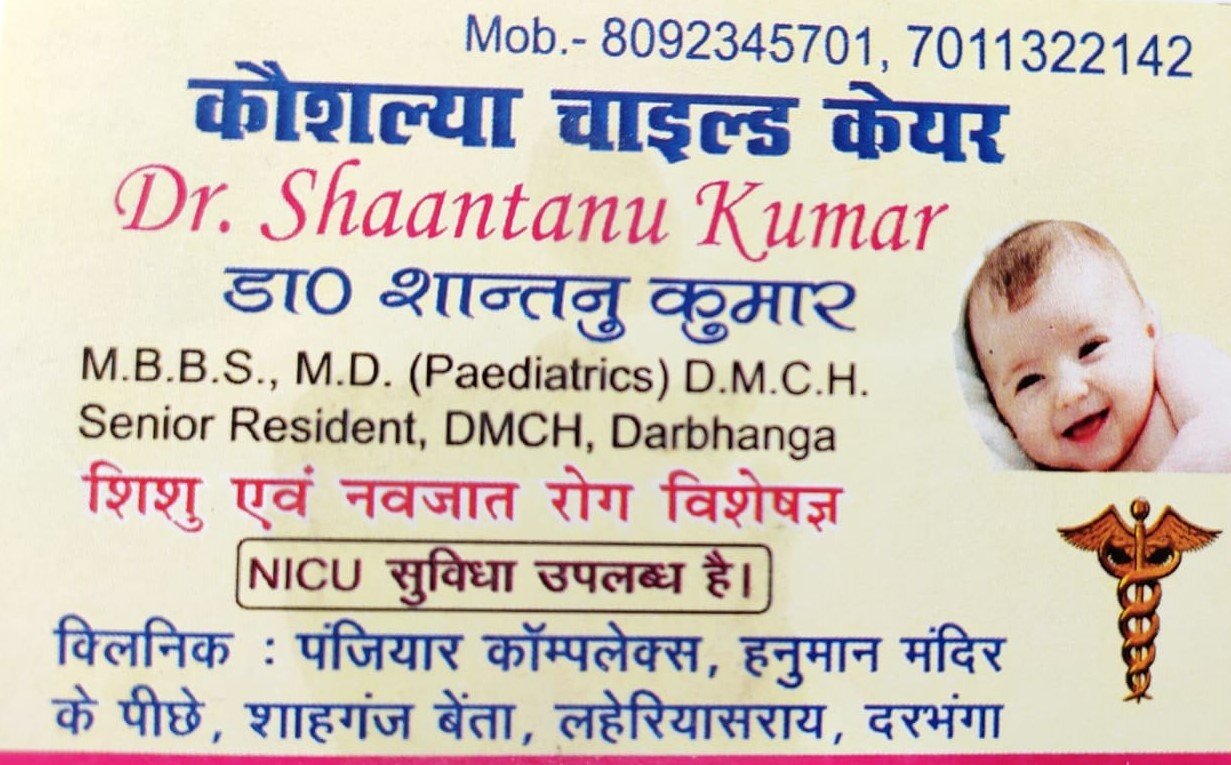 Mob.- 8092345701, 7011322142
कौशल्या चाइल्ड केयर
Dr. Shaantanu Kumar
डा० शान्तनु कुमार
M.B.B.S., M.D. (Paediatrics) D.M.C.H.
Senior Resident, DMCH, Darbhanga
शिशु एवं नवजात रोग विशेषज्ञ
NICU सुविधा उपलब्ध है।
क्लिनिक : पंजियार कॉम्पलेक्स, हनुमान मंदिर
के पीछे, शाहगंज बेंता, लहेरियासराय, दरभंगा